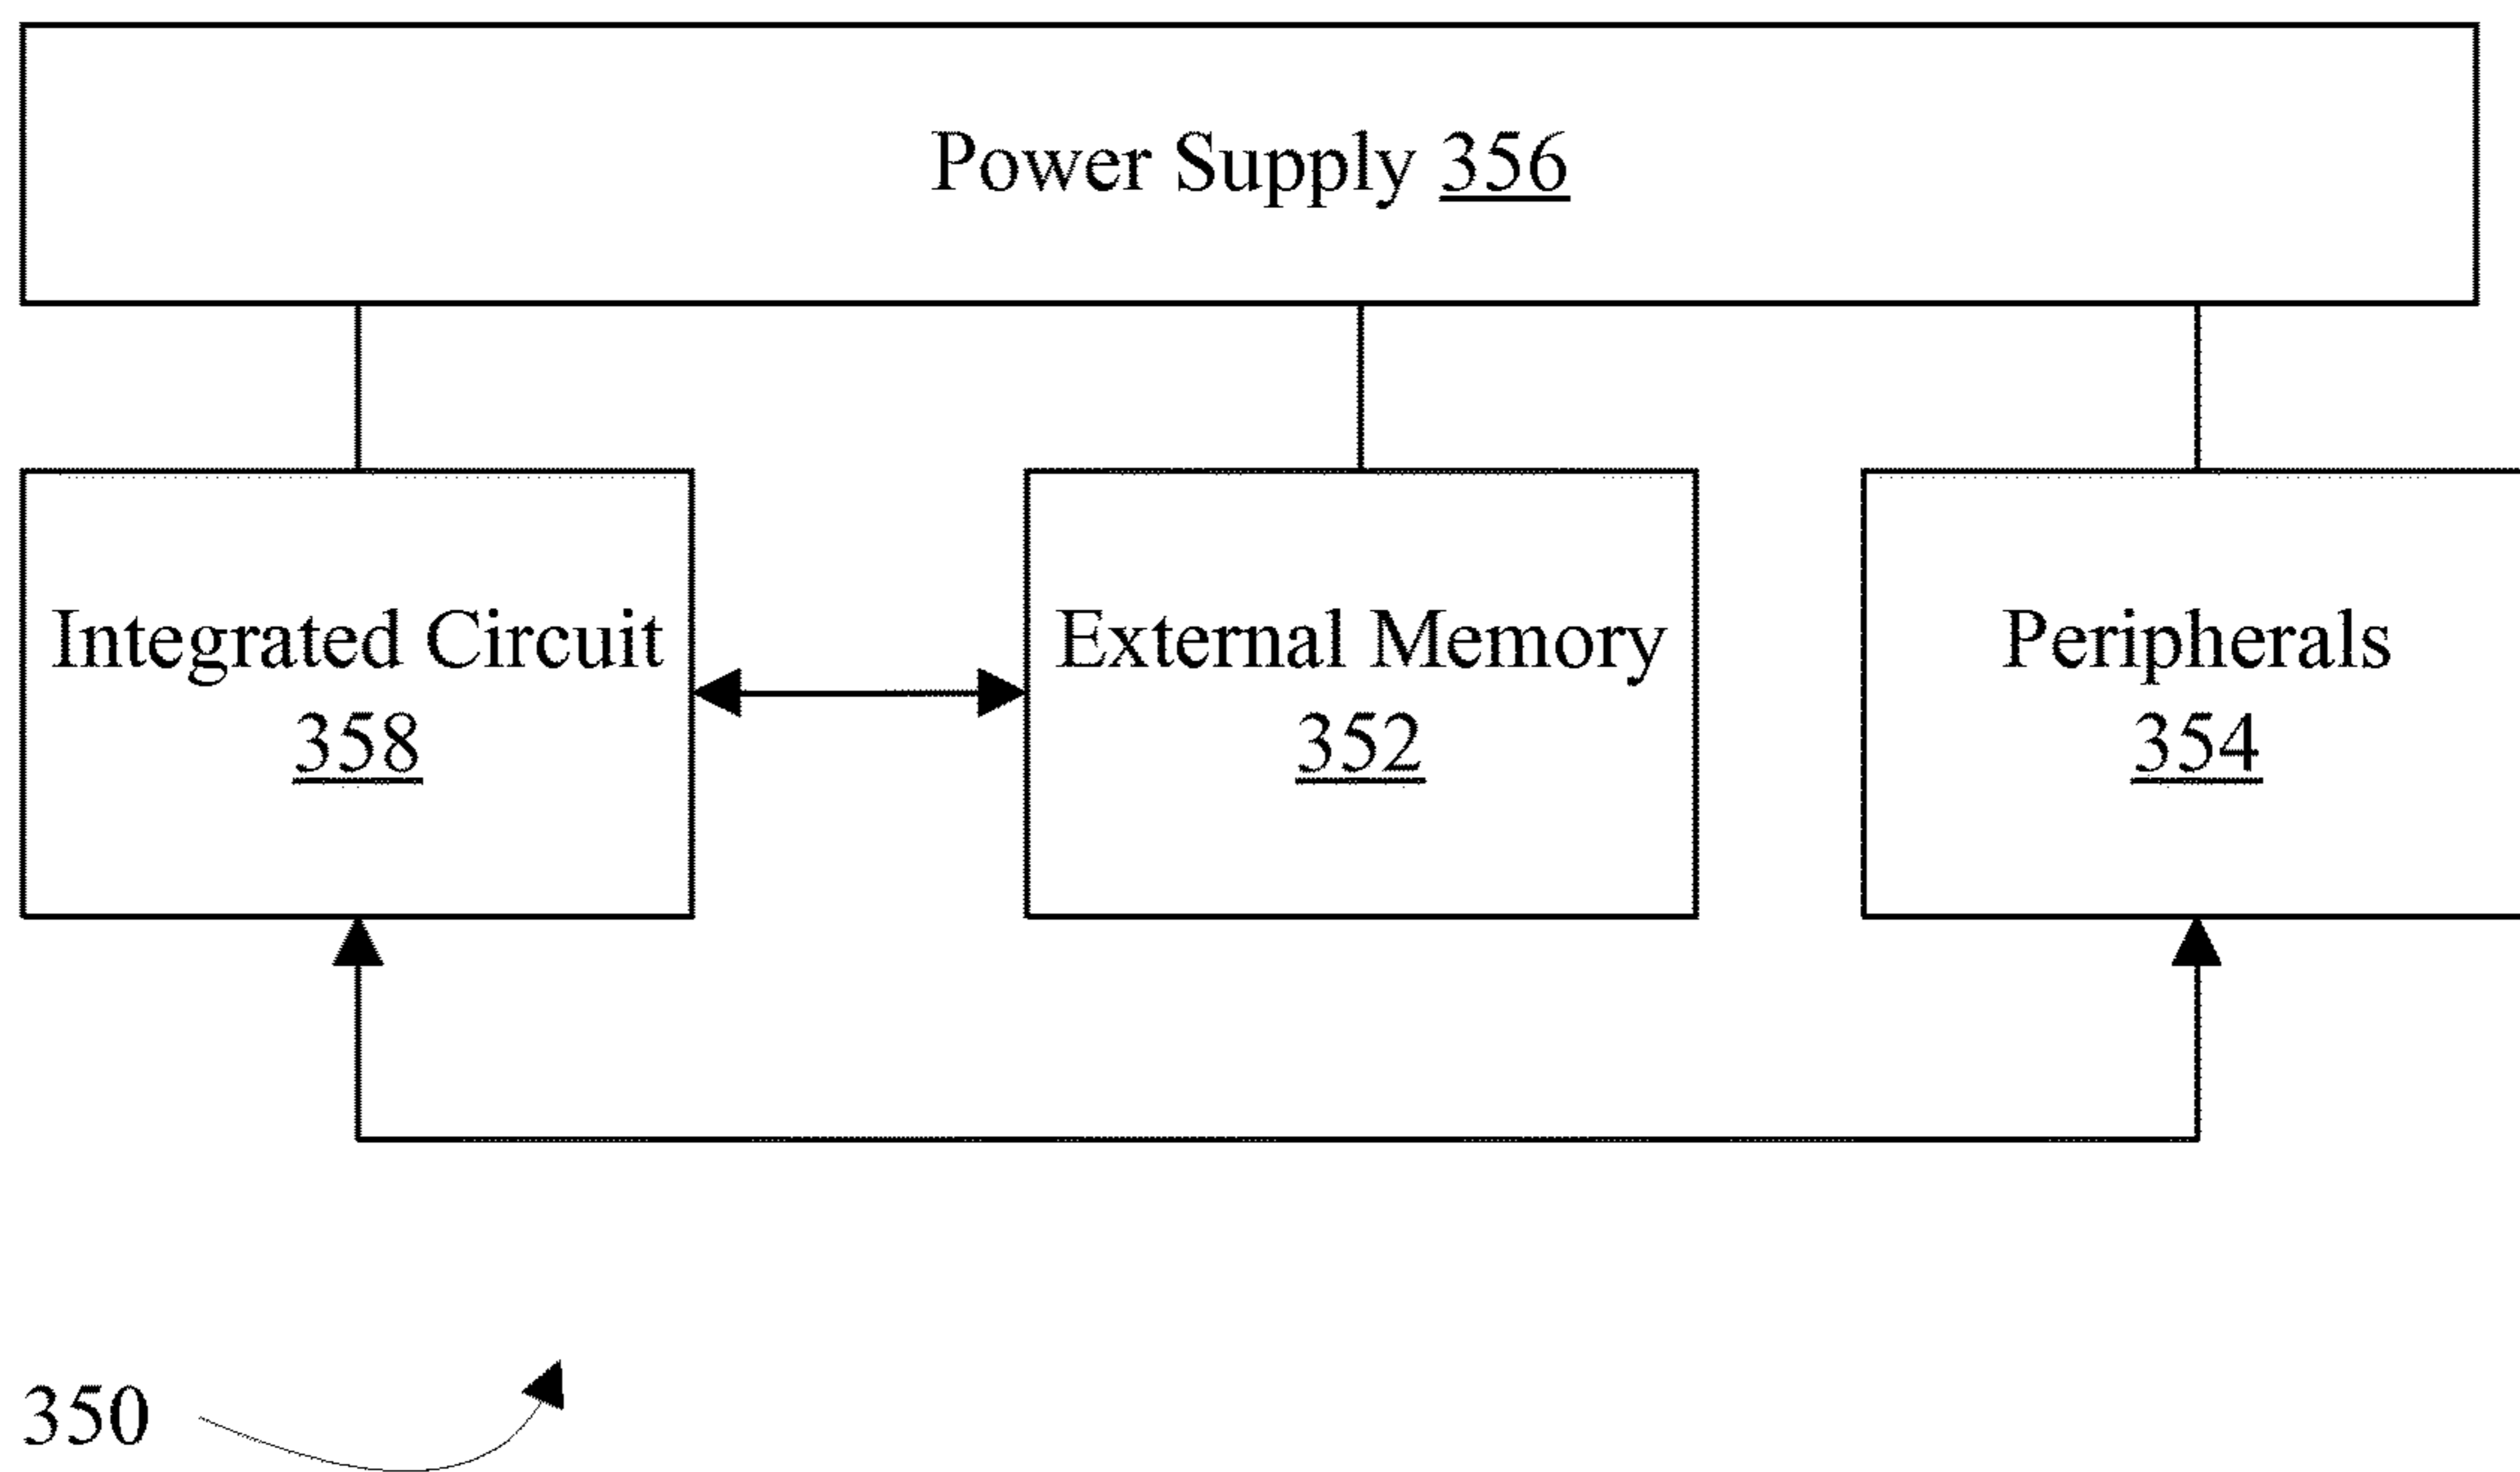 Power Supply 356
Integrated Circuit
358
External Memory
352
Peripherals
354
350